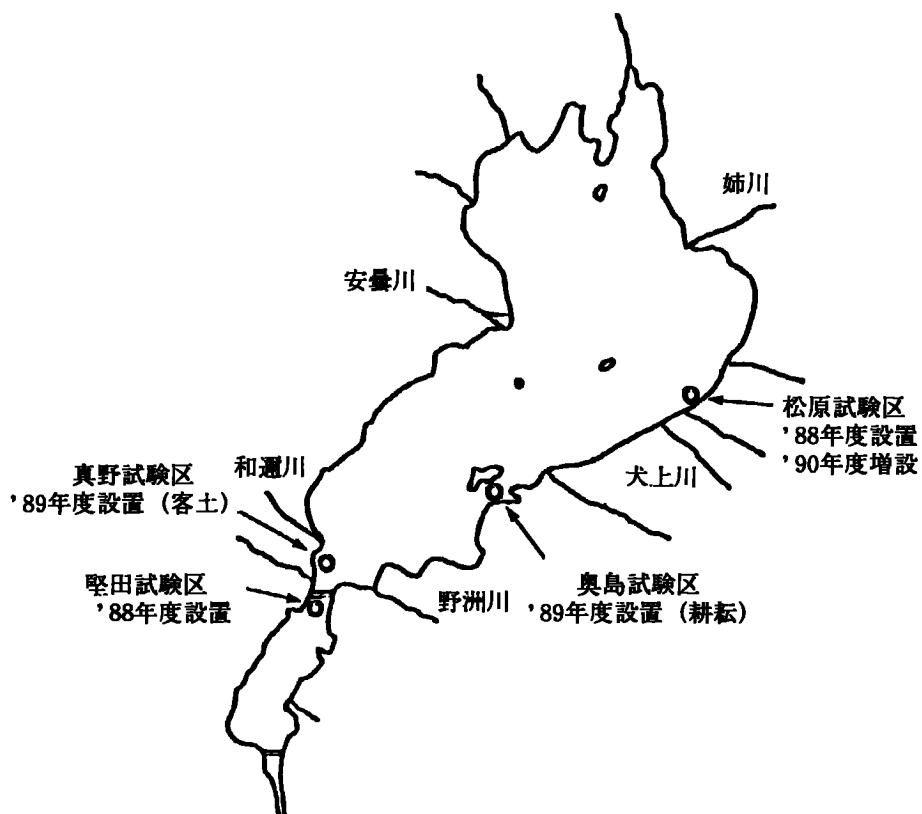 姉川
安曇川
松原試験区
’88年度設置
’90年度増設
和邇川
犬上川
真野試験区
’89年度設置（客土）
堅田試験区
’88年度設置
野洲川
奥島試験区
’89年度設置（耕耘）